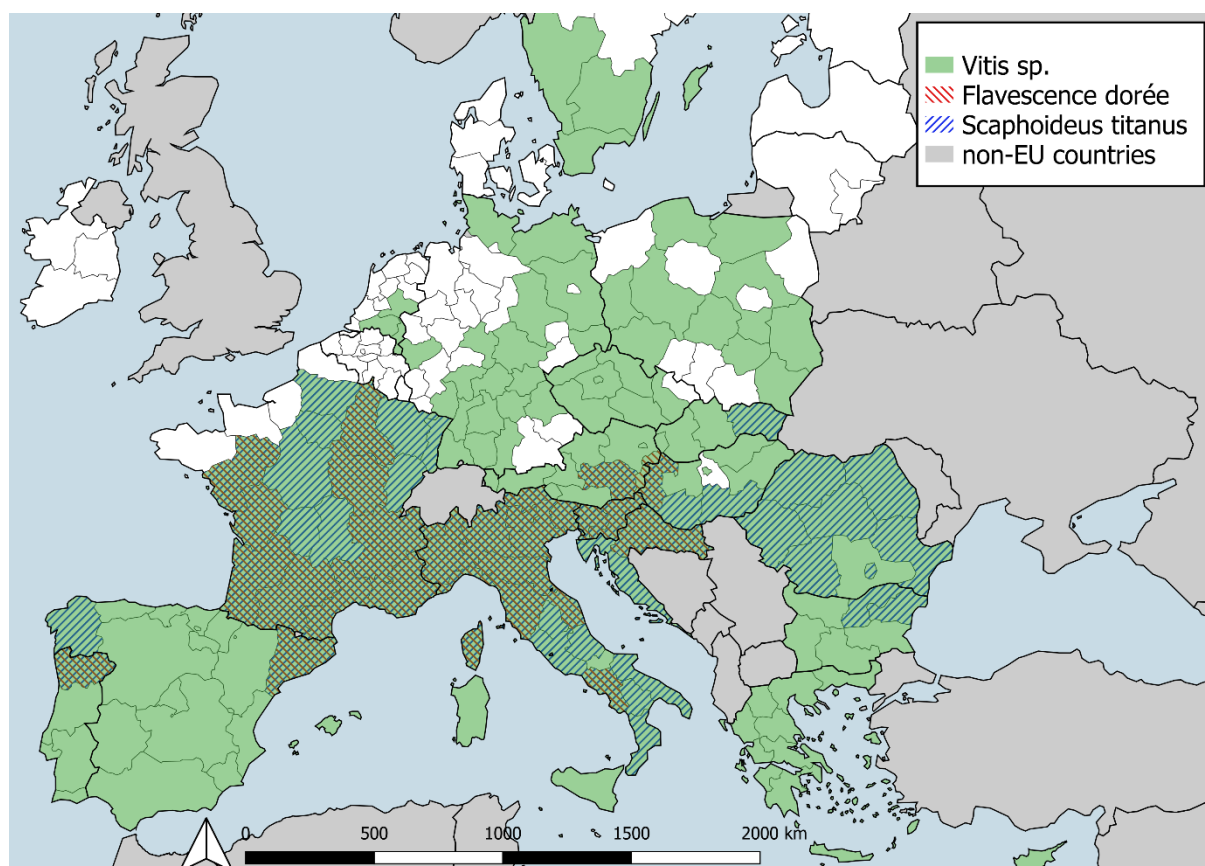 Vitis sp.
Flavescence dorée
Scaphoideus titanus
non-EU countries
0 500 1000 1500 2000 km